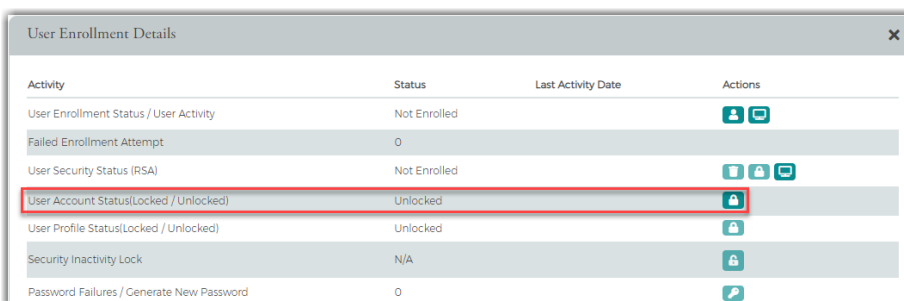 User Enrollment Details
Activity Status Last Activity Date Actions
User Enrollment Status / User Activity Not Enrolled
Failed Enrollment Attempt 0
User Security Status (RSA) Not Enrolled
User Account Status(Locked / Unlocked) Unlocked
User Profile Status(Locked / Unlocked) Unlocked
Security Inactivity Lock N/A
Password Failures / Generate New Password 0